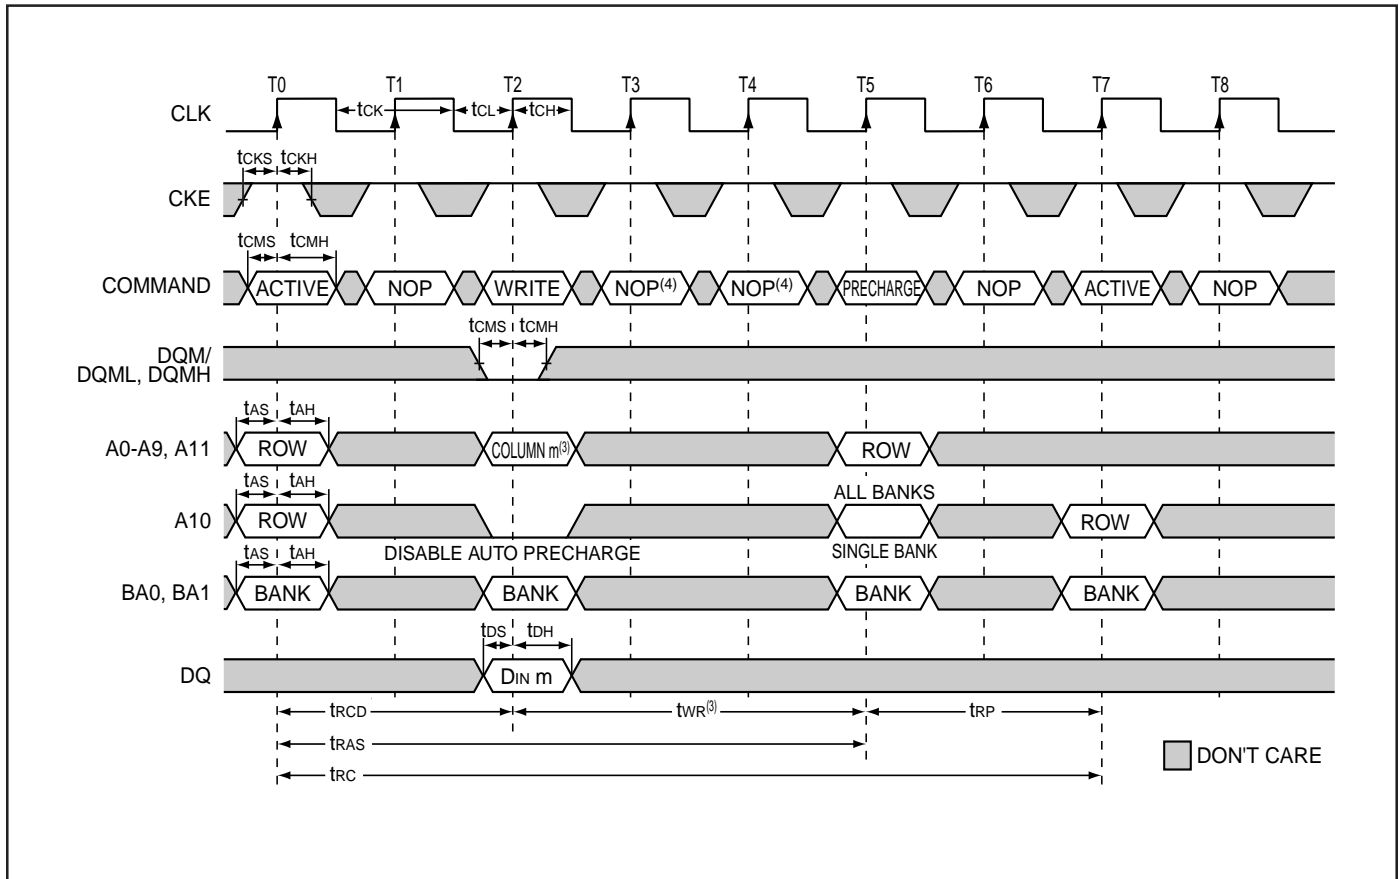 T0 T1 T2 T3 T4 T5 T6 T7 T8
CLK tCK tCL tCH
tCKS tCKH
CKE
tCMS tCMH
COMMAND ACTIVE NOP WRITE NOP(4) NOP(4) PRECHARGE NOP ACTIVE NOP
tCMS tCMH
DQM/
DQML, DQMH
tAS tAH
A0-A9, A11 ROW COLUMN m(3) ROW
tAS tAH ALL BANKS
A10 ROW ROW
DISABLE AUTO PRECHARGE SINGLE BANK
tAS tAH
BA0, BA1 BANK BANK BANK BANK
tDS tDH
DQ DIN m
tRCD tWR(3) tRP
tRAS
DON'T CARE
tRC